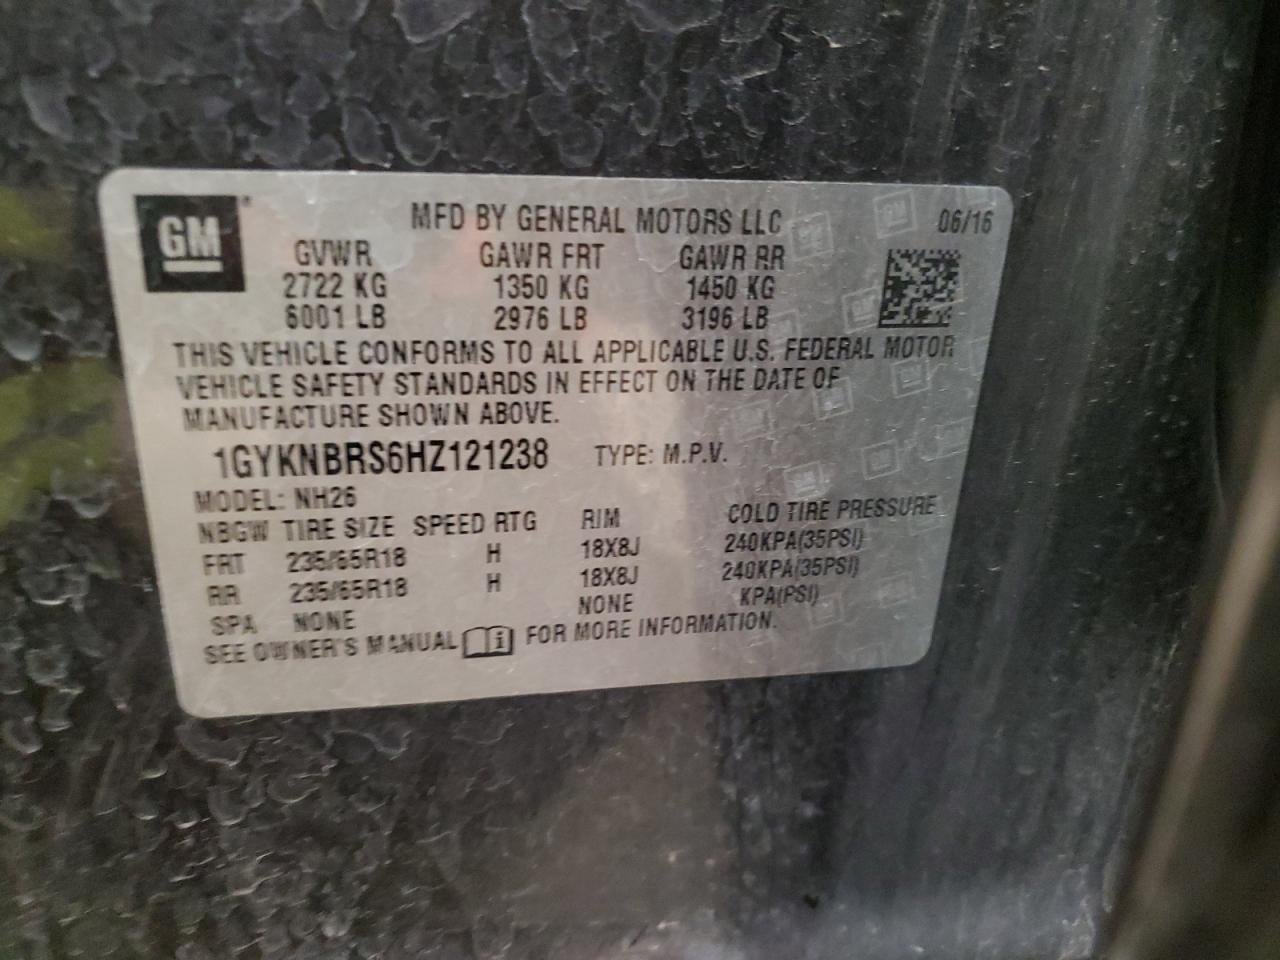 GM
MFD BY GENERAL MOTORS LLC 06/16
GVWR GAWR FRT GAWR RR
2722 KG 1350 KG 1450 KG
6001 LB 2976 LB 3196 LB
THIS VEHICLE CONFORMS TO ALL APPLICABLE U.S. FEDERAL MOTOR
VEHICLE SAFETY STANDARDS IN EFFECT ON THE DATE OF
MANUFACTURE SHOWN ABOVE.
1GYKNBRS6HZ121238 TYPE: M.P.V.
MODEL: NH26
NBGW TIRE SIZE SPEED RTG RIM COLD TIRE PRESSURE
FRT 235/65R18 H 18X8J 240KPA(35PSI)
RR 235/65R18 H 18X8J 240KPA(35PSI)
SPA NONE NONE KPA(PSI)
SEE OWNER'S MANUAL i FOR MORE INFORMATION.